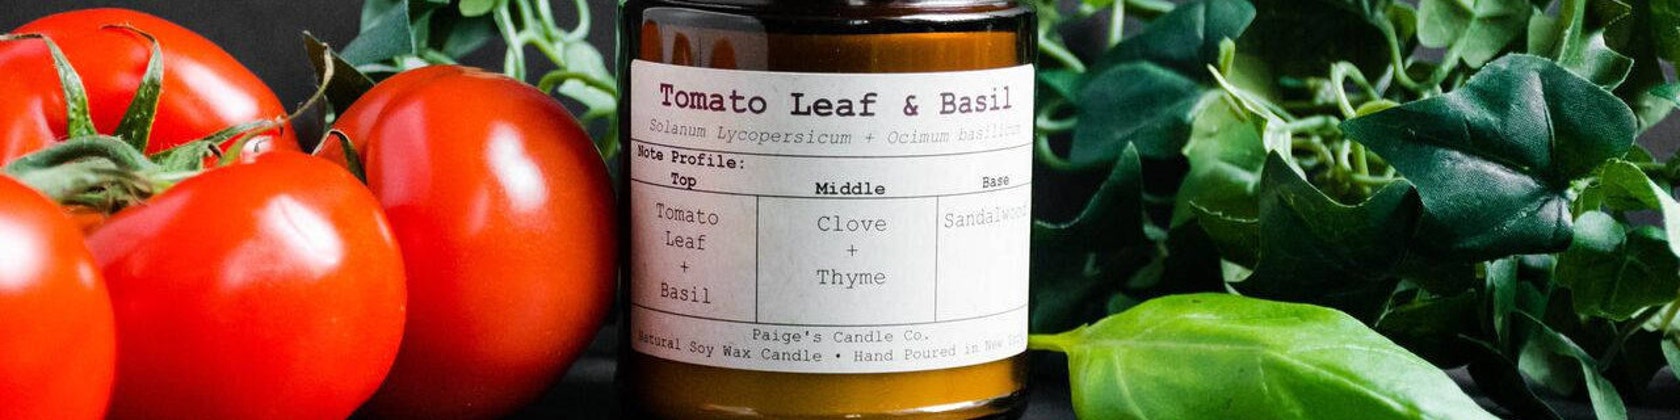 Tomato Leaf & Basil
Solanum Lycopersicum + Ocimum basilicum
Note Profile:
Top Middle Base
Tomato Leaf + Basil
Clove + Thyme
Sandalwood
Paige's Candle Co.
Natural Soy Wax Candle • Hand Poured in New